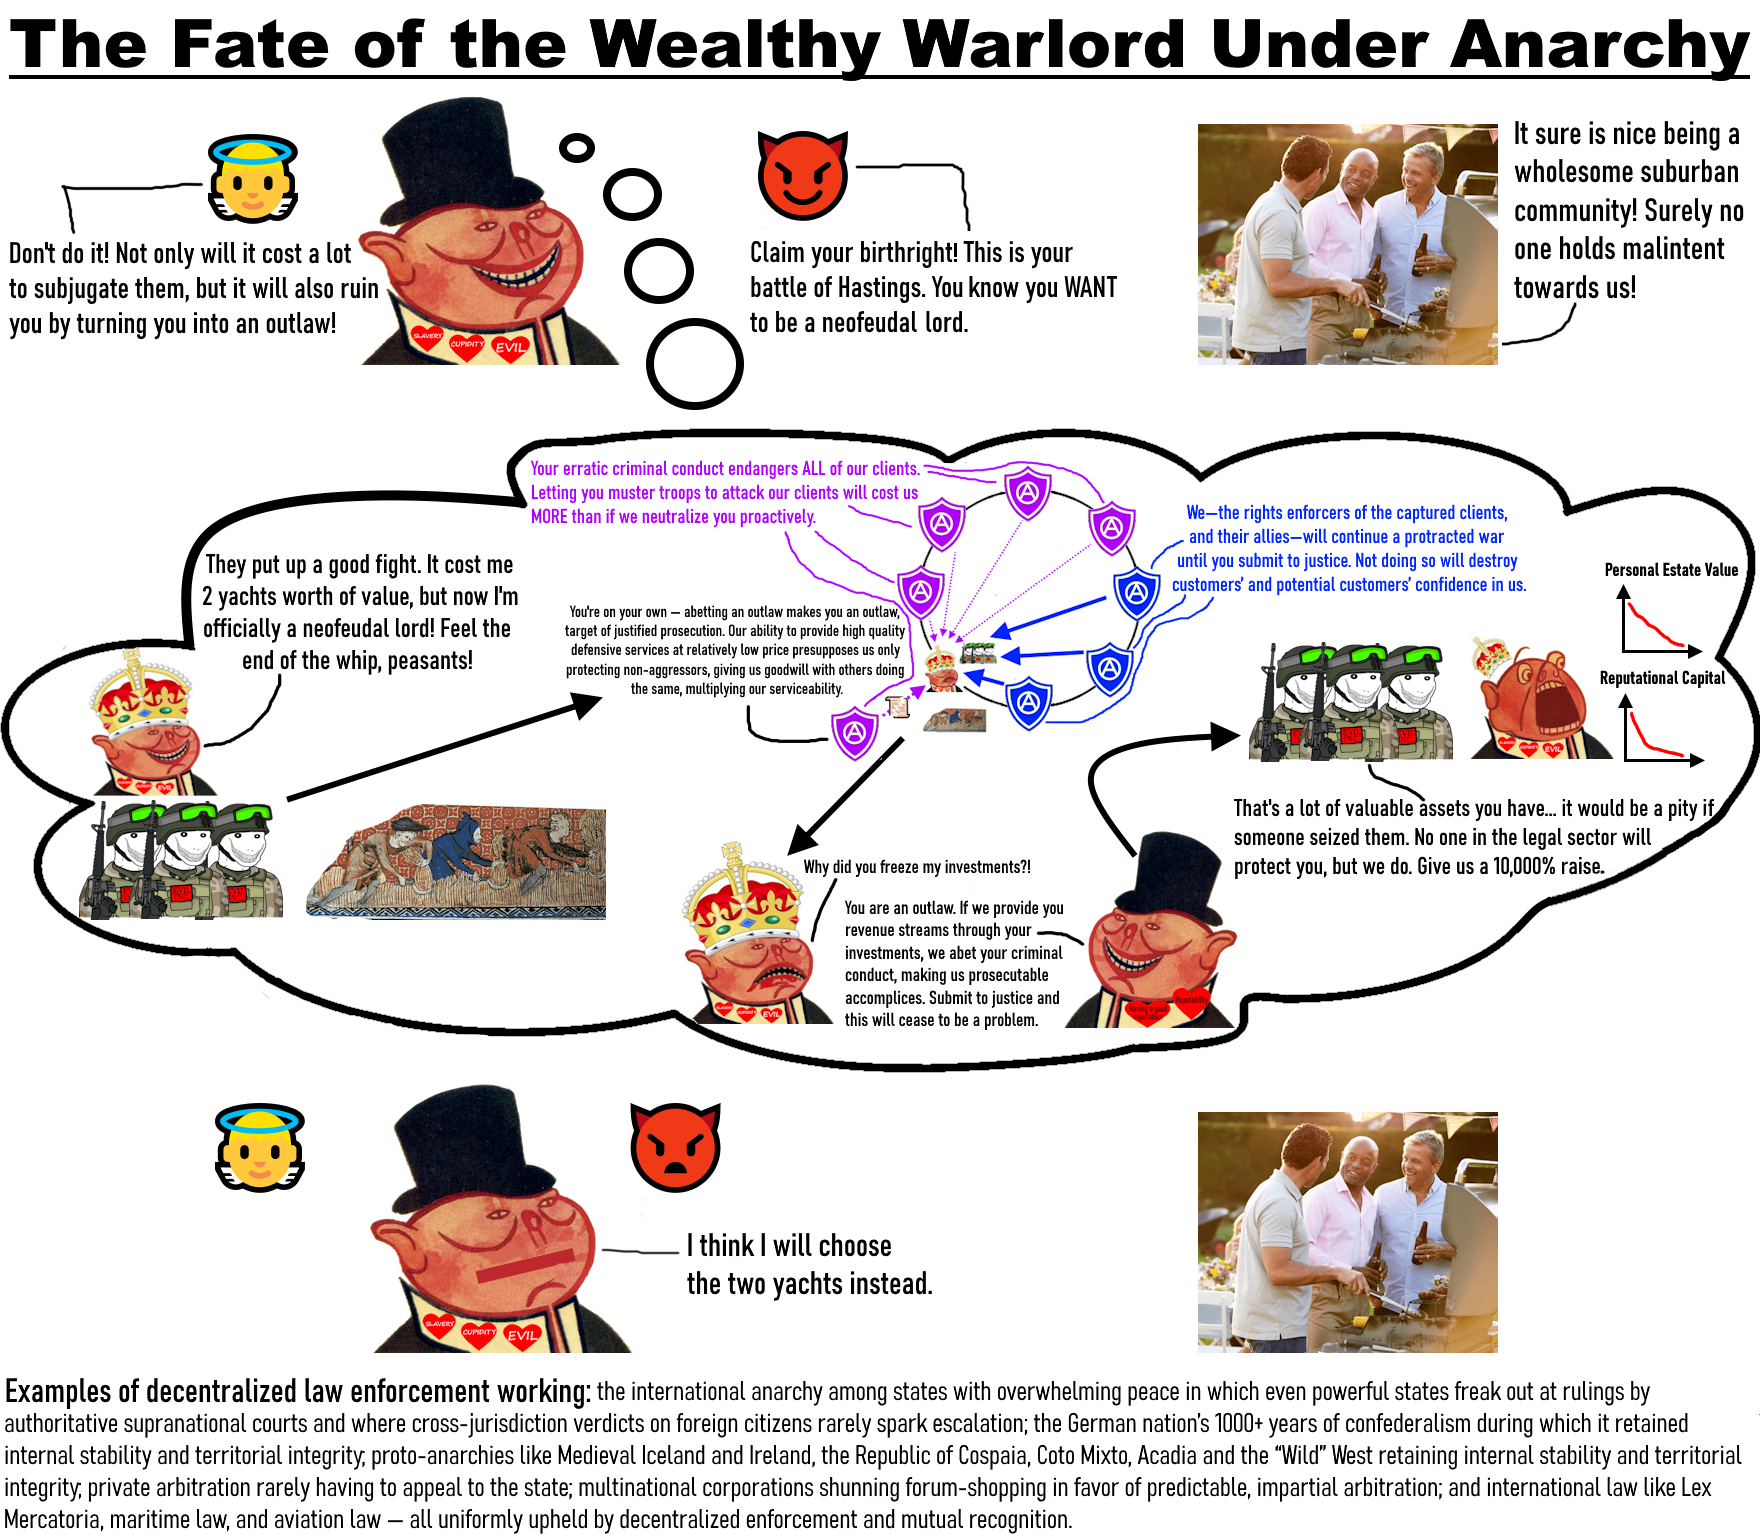 The Fate of the Wealthy Warlord Under Anarchy
Don't do it! Not only will it cost a lot
to subjugate them, but it will also ruin
you by turning you into an outlaw!
SLAVERY
CUPIDITY
EVIL
Claim your birthright! This is your
battle of Hastings. You know you WANT
to be a neofeudal lord.
It sure is nice being a
wholesome suburban
community! Surely no
one holds malintent
towards us!
They put up a good fight. It cost me
2 yachts worth of value, but now I'm
officially a neofeudal lord! Feel the
end of the whip, peasants!
SLAVERY
CUPIDITY
EVIL
Your erratic criminal conduct endangers ALL of our clients.
Letting you muster troops to attack our clients will cost us
MORE than if we neutralize you proactively.
We—the rights enforcers of the captured clients,
and their allies—will continue a protracted war
until you submit to justice. Not doing so will destroy
customers' and potential customers' confidence in us.
You're on your own — abetting an outlaw makes you an outlaw,
target of justified prosecution. Our ability to provide high quality
defensive services at relatively low price presupposes us only
protecting non-aggressors, giving us goodwill with others doing
the same, multiplying our serviceability.
Why did you freeze my investments?!
SLAVERY
CUPIDITY
EVIL
You are an outlaw. If we provide you
revenue streams through your
investments, we abet your criminal
conduct, making us prosecutable
accomplices. Submit to justice and
this will cease to be a problem.
Having a good
reputation
Reputability
Personal Estate Value
Reputational Capital
SLAVERY
CUPIDITY
EVIL
That's a lot of valuable assets you have... it would be a pity if
someone seized them. No one in the legal sector will
protect you, but we do. Give us a 10,000% raise.
I think I will choose
the two yachts instead.
SLAVERY
CUPIDITY
EVIL
Examples of decentralized law enforcement working: the international anarchy among states with overwhelming peace in which even powerful states freak out at rulings by
authoritative supranational courts and where cross-jurisdiction verdicts on foreign citizens rarely spark escalation; the German nation's 1000+ years of confederalism during which it retained
internal stability and territorial integrity; proto-anarchies like Medieval Iceland and Ireland, the Republic of Cospaia, Coto Mixto, Acadia and the “Wild” West retaining internal stability and territorial
integrity; private arbitration rarely having to appeal to the state; multinational corporations shunning forum-shopping in favor of predictable, impartial arbitration; and international law like Lex
Mercatoria, maritime law, and aviation law — all uniformly upheld by decentralized enforcement and mutual recognition.